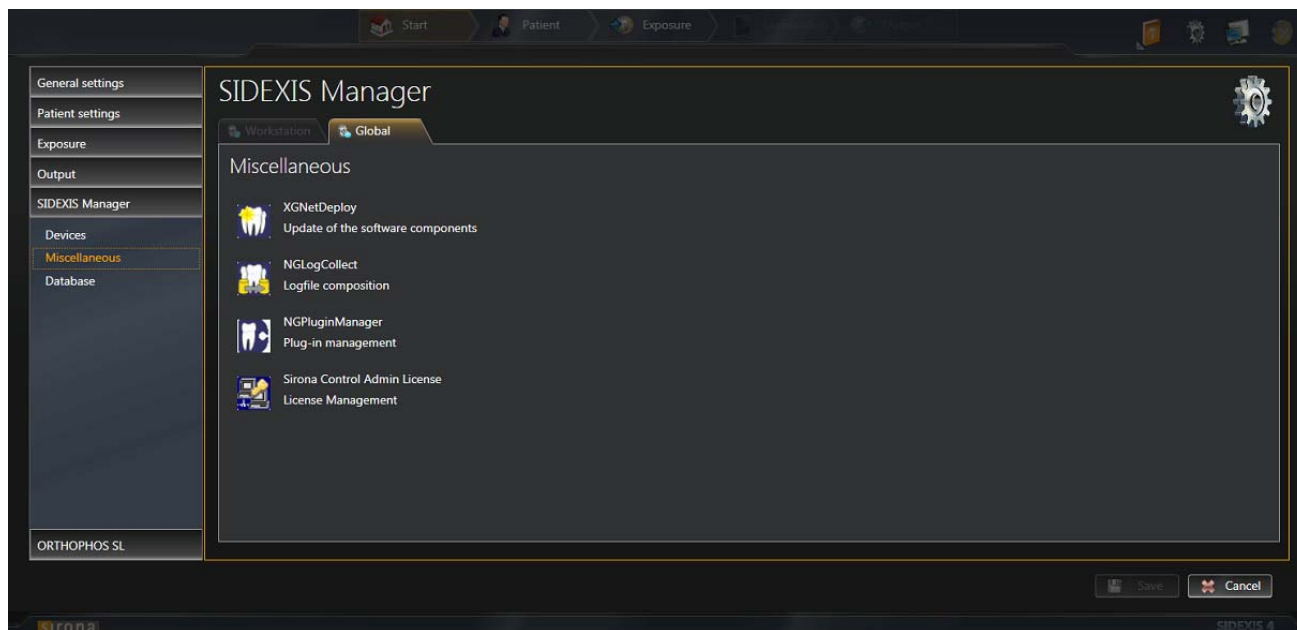 Start
Patient
Exposure
General settings
Patient settings
Exposure
Output
SIDEXIS Manager
Devices
Miscellaneous
Database
ORTHOPHOS SL
SIDEXIS Manager
Workstation
Global
Miscellaneous
XGNetDeploy
Update of the software components
NGLogCollect
Logfile composition
NGPluginManager
Plug-in management
Sirona Control Admin License
License Management
Save
Cancel
sirona
SIDEXIS 4